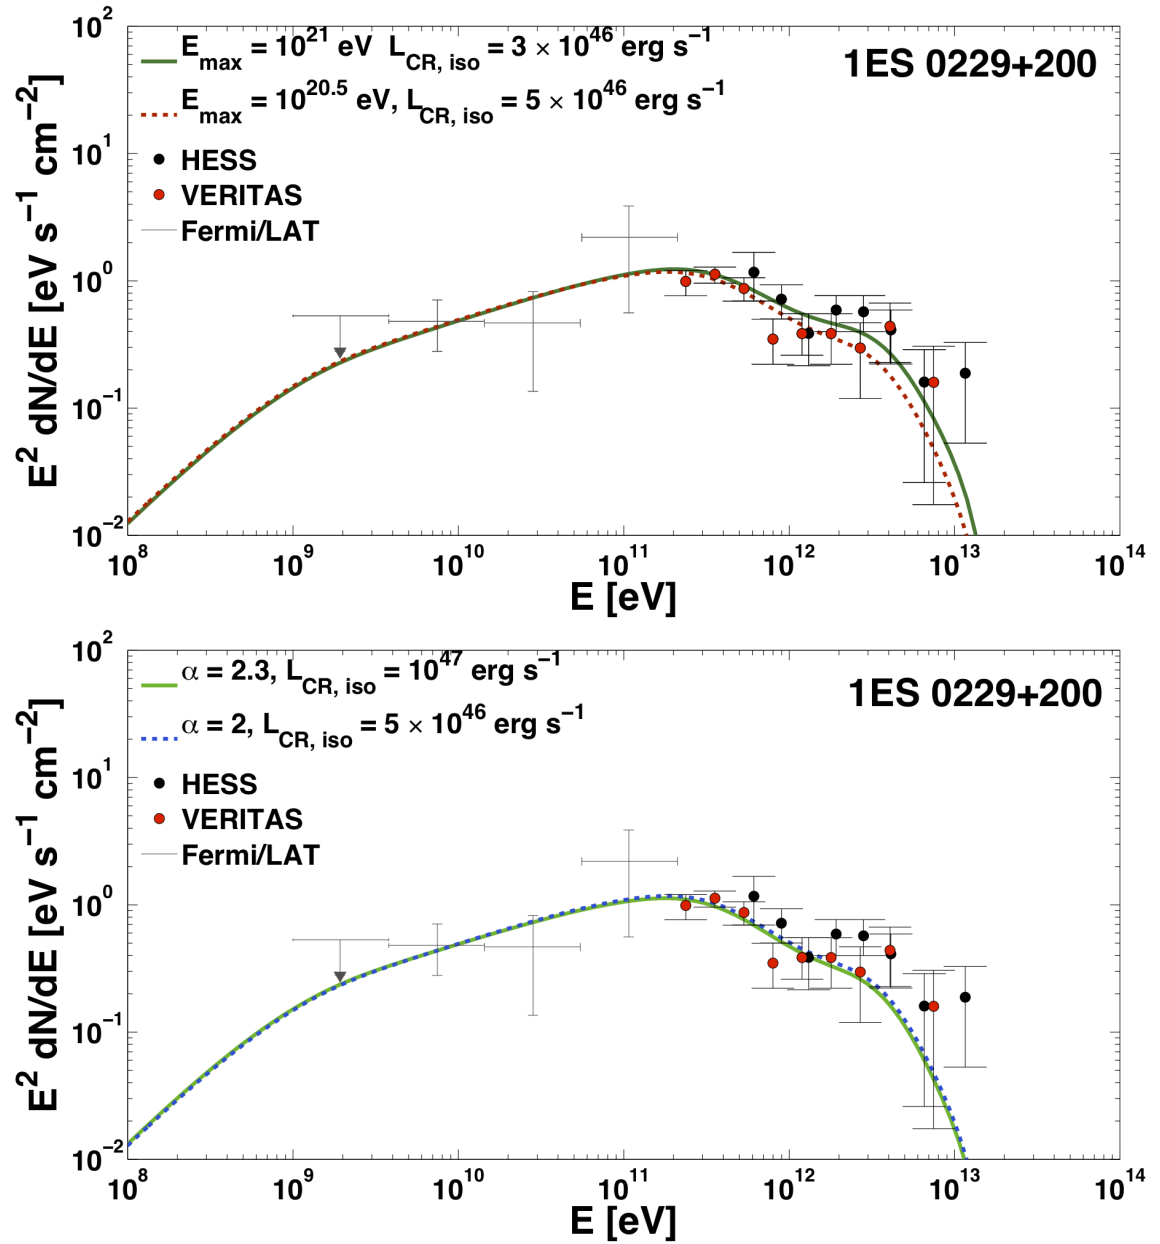 E_max = 10^21 eV L_CR, iso = 3 × 10^46 erg s^−1
E_max = 10^20.5 eV, L_CR, iso = 5 × 10^46 erg s^−1
HESS
VERITAS
Fermi/LAT
1ES 0229+200
10^2
10^1
10^0
10^−1
10^−2
E^2 dN/dE [eV s^−1 cm^−2]
10^8 10^9 10^10 10^11 10^12 10^13 10^14
E [eV]
α = 2.3, L_CR, iso = 10^47 erg s^−1
α = 2, L_CR, iso = 5 × 10^46 erg s^−1
HESS
VERITAS
Fermi/LAT
1ES 0229+200
10^2
10^1
10^0
10^−1
10^−2
E^2 dN/dE [eV s^−1 cm^−2]
10^8 10^9 10^10 10^11 10^12 10^13 10^14
E [eV]